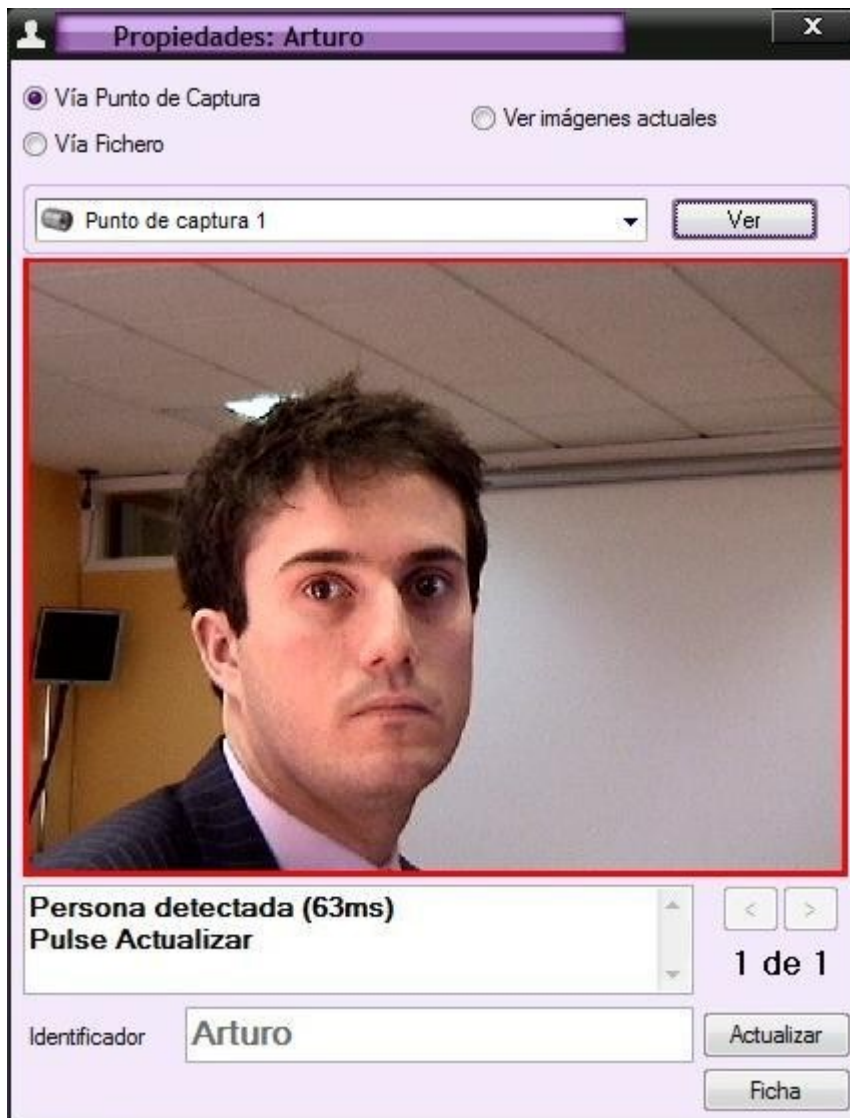 Propiedades: Arturo
X
Vía Punto de Captura
Ver imágenes actuales
Vía Fichero
Punto de captura 1
Ver
Persona detectada (63ms)
Pulse Actualizar
< >
1 de 1
Identificador
Arturo
Actualizar
Ficha